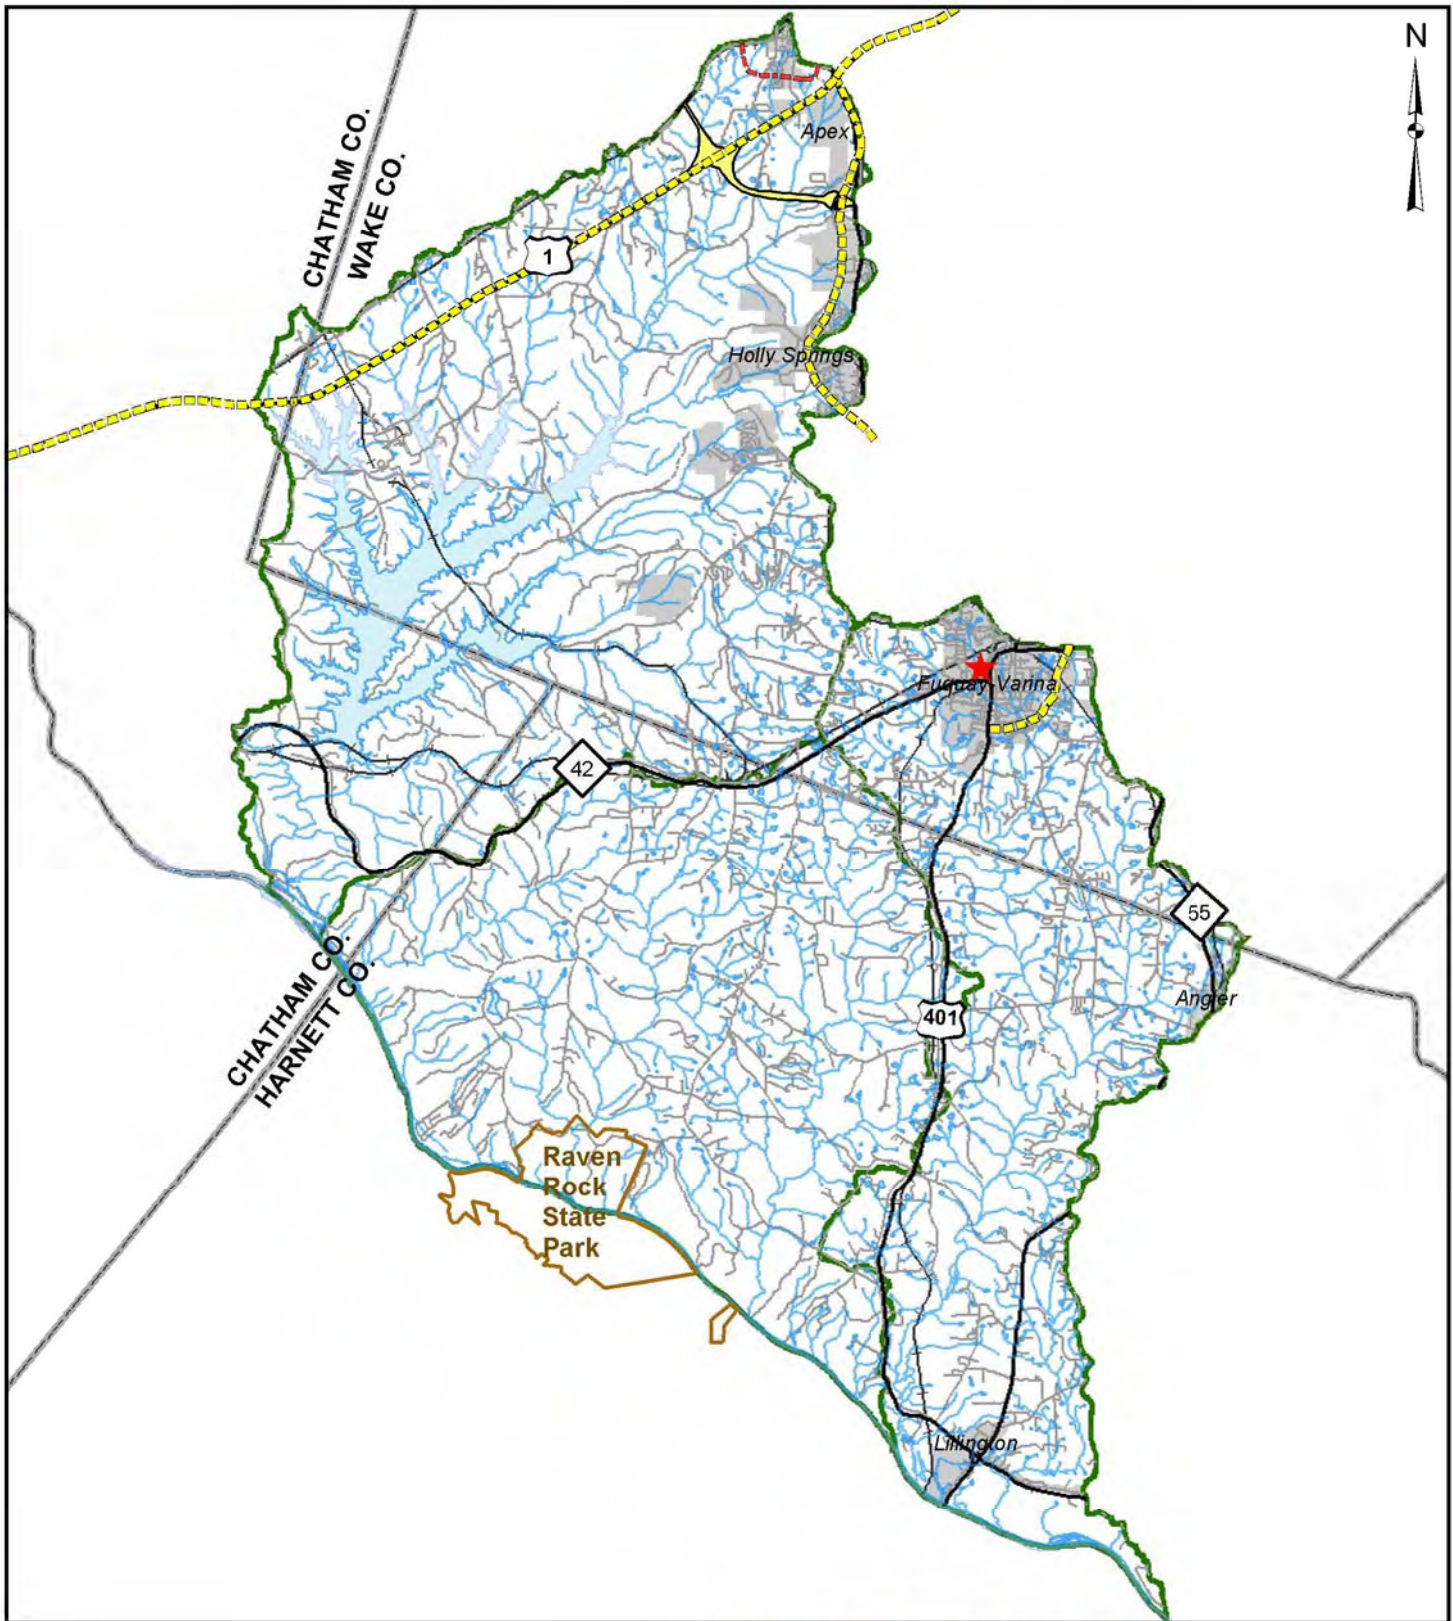 N
CHATHAM CO.
WAKE CO.
Apex
1
Holly Springs
Fuquay-Varina
42
55
CHATHAM CO.
HARNETT CO.
Angier
401
Raven
Rock
State
Park
Lillington